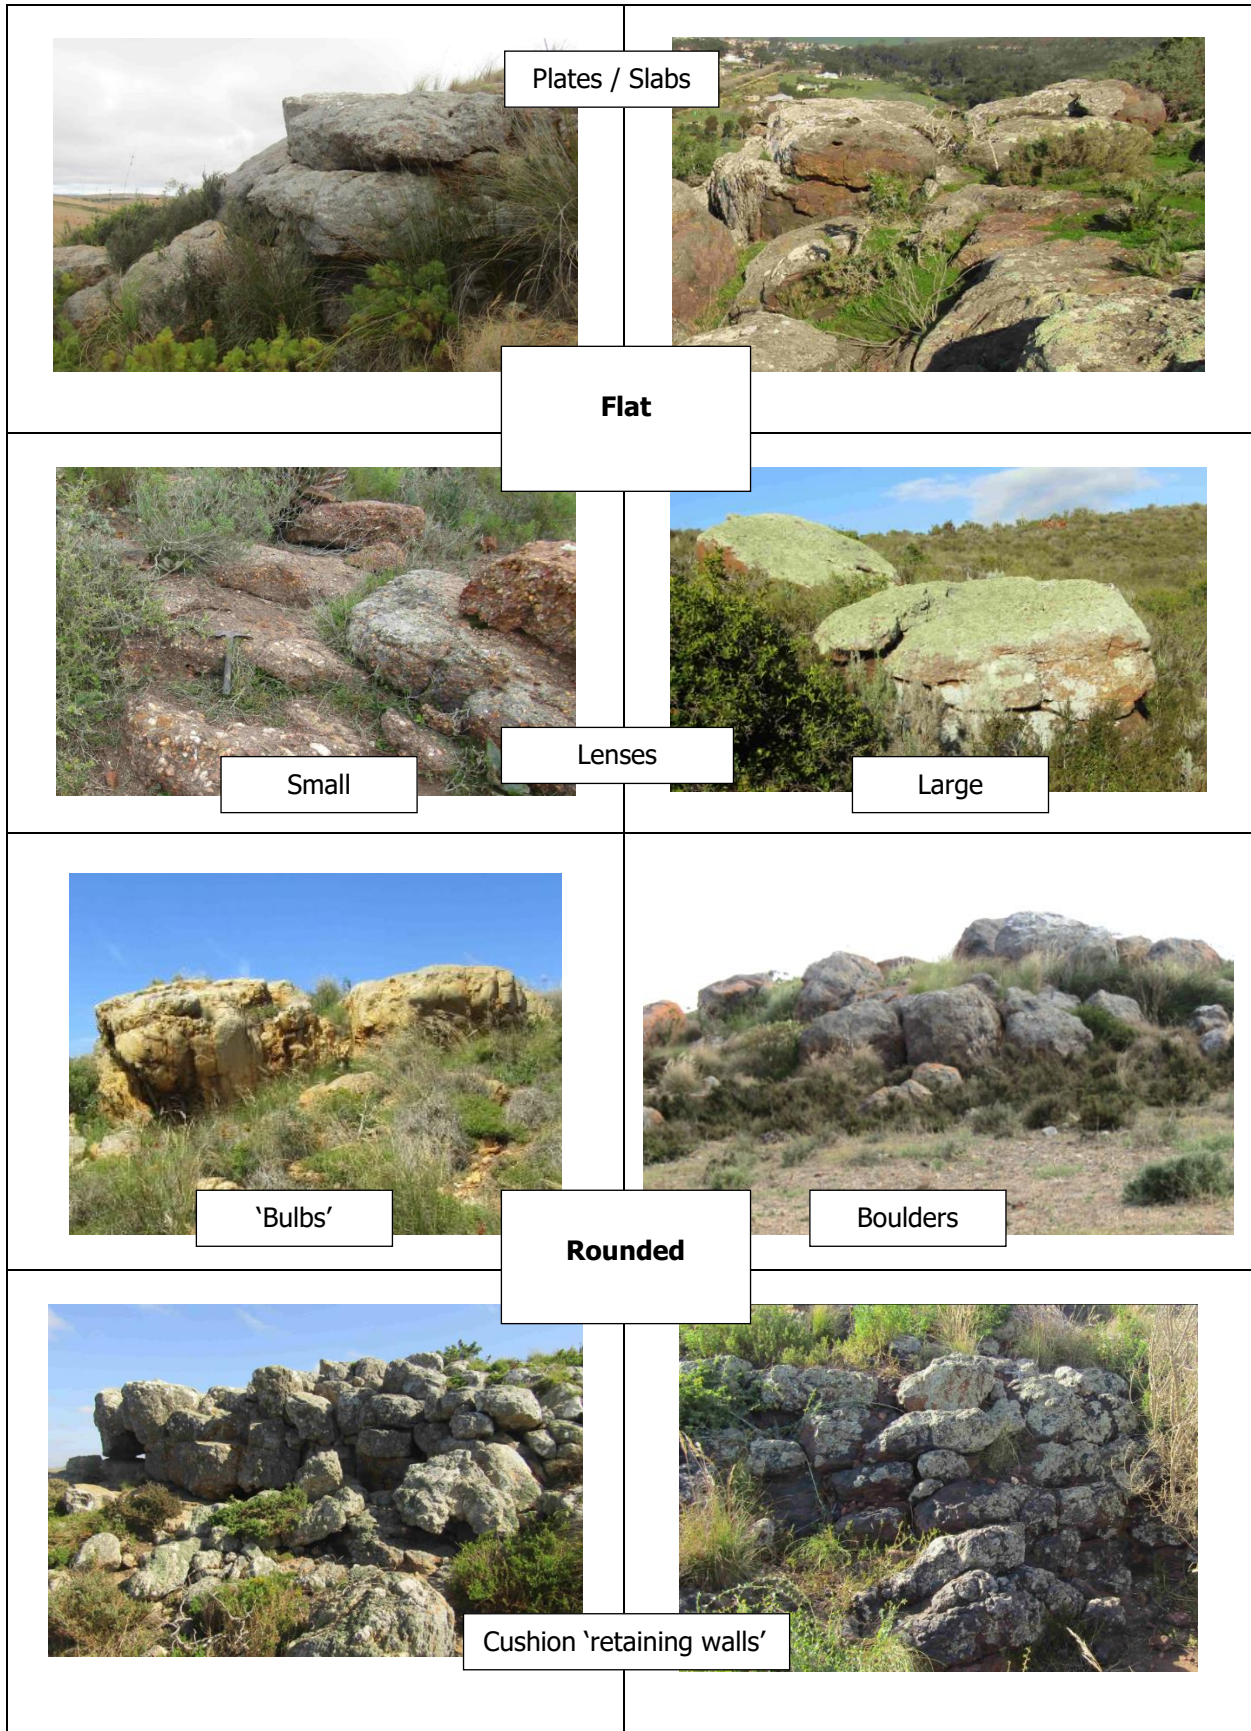 Plates / Slabs
Flat
Lenses
Small
Large
‘Bulbs’
Boulders
Rounded
Cushion ‘retaining walls’